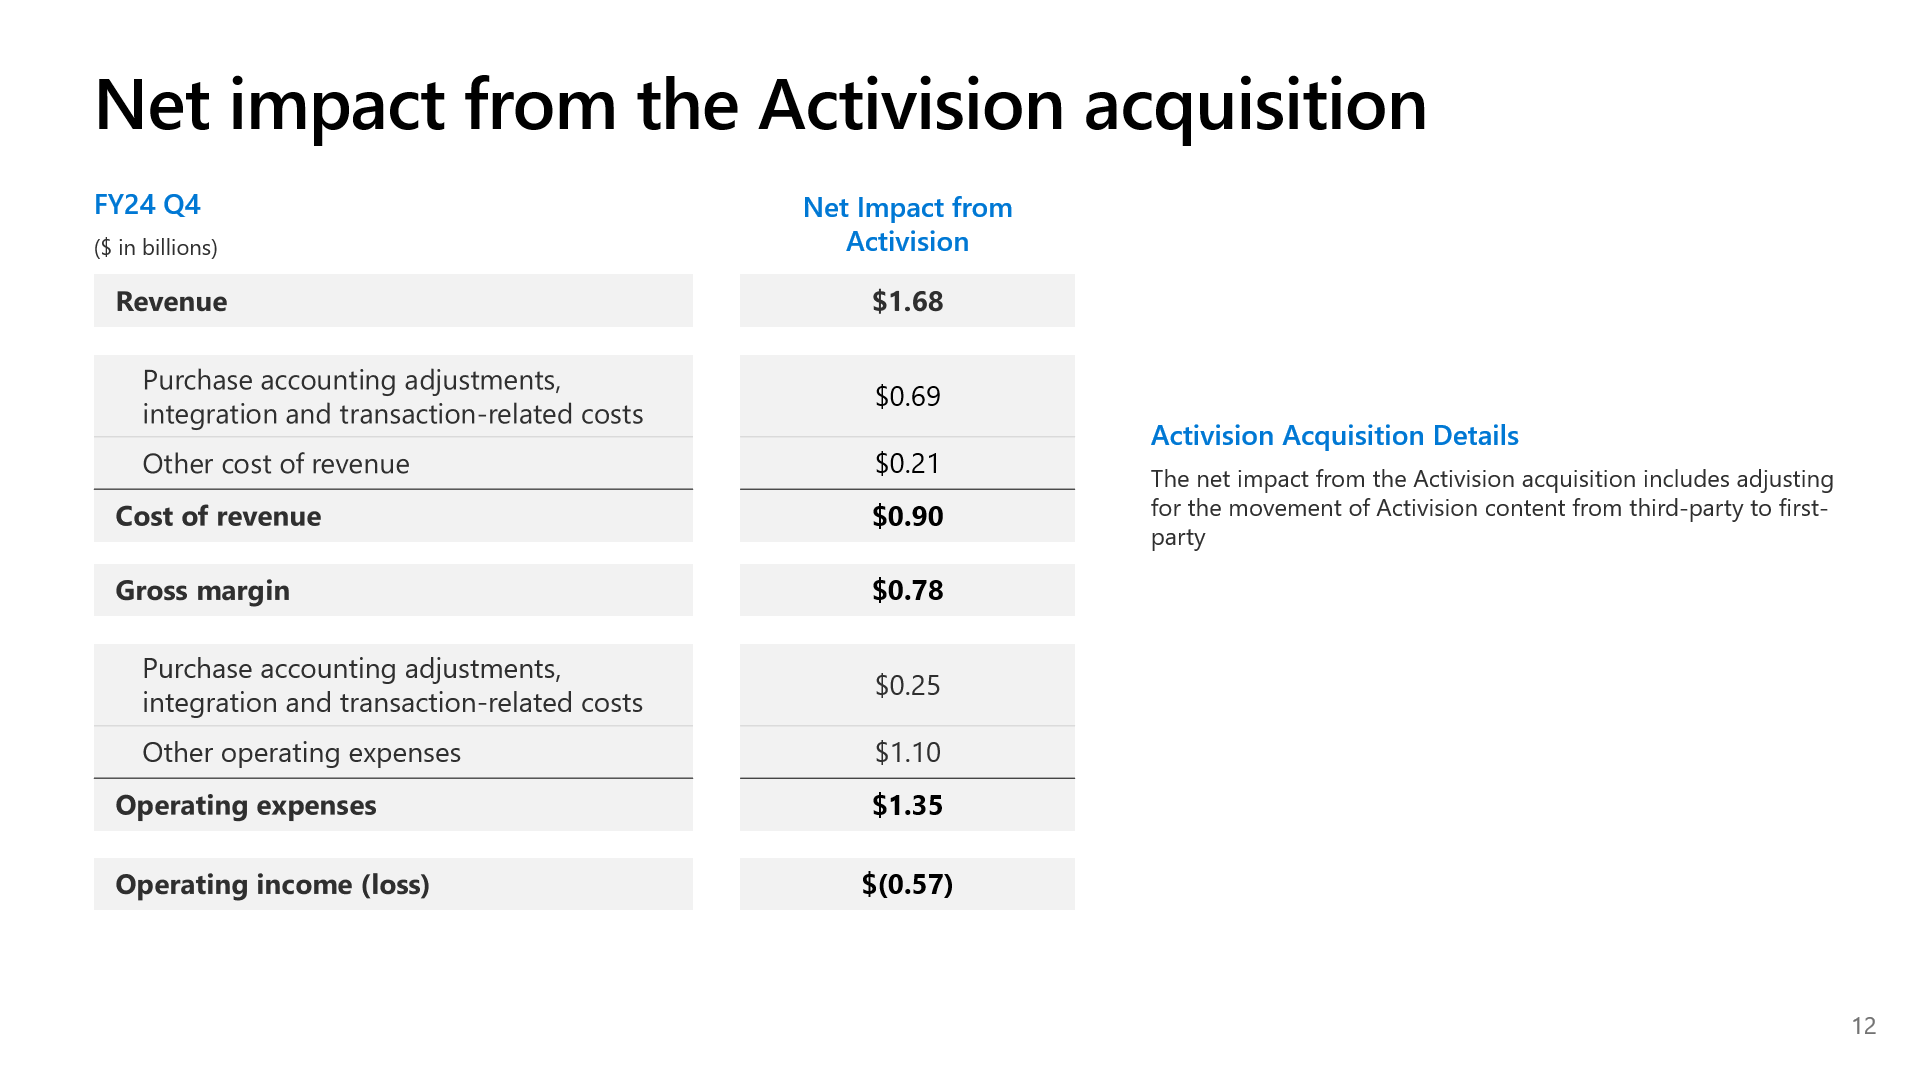 Net impact from the Activision acquisition
FY24 Q4
($ in billions)
Net Impact from
Activision
Revenue
$1.68
Purchase accounting adjustments,
integration and transaction-related costs
$0.69
Other cost of revenue
$0.21
Cost of revenue
$0.90
Gross margin
$0.78
Purchase accounting adjustments,
integration and transaction-related costs
$0.25
Other operating expenses
$1.10
Operating expenses
$1.35
Operating income (loss)
$(0.57)
Activision Acquisition Details
The net impact from the Activision acquisition includes adjusting
for the movement of Activision content from third-party to first-
party
12